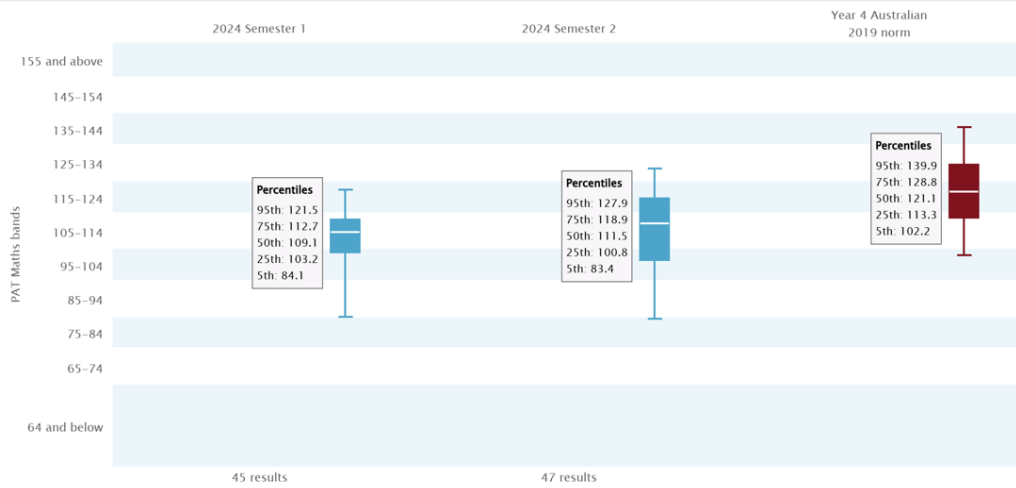 2024 Semester 1
2024 Semester 2
Year 4 Australian
2019 norm
PAT Maths bands
155 and above
145–154
135–144
125–134
115–124
105–114
95–104
85–94
75–84
65–74
64 and below
Percentiles
95th: 121.5
75th: 112.7
50th: 109.1
25th: 103.2
5th: 84.1
Percentiles
95th: 127.9
75th: 118.9
50th: 111.5
25th: 100.8
5th: 83.4
Percentiles
95th: 139.9
75th: 128.8
50th: 121.1
25th: 113.3
5th: 102.2
45 results
47 results